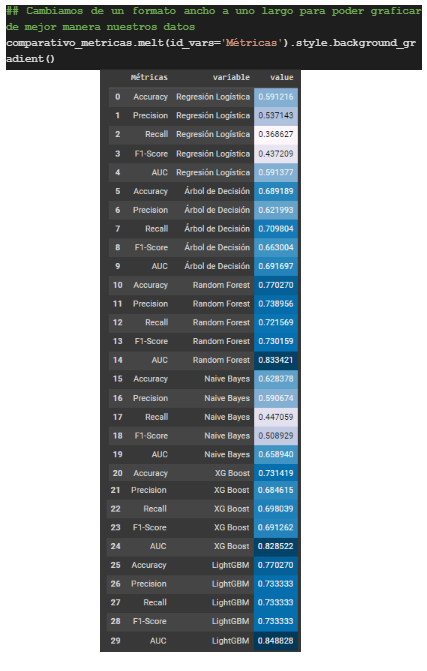 ## Cambiamos de un formato ancho a uno largo para poder graficar
de mejor manera nuestros datos
comparativo_metricas.melt(id_vars='Métricas').style.background_gr
adient()
Métricas variable value
0 Accuracy Regresión Logística 0.591216
1 Precision Regresión Logística 0.537143
2 Recall Regresión Logística 0.368627
3 F1-Score Regresión Logística 0.437209
4 AUC Regresión Logística 0.591377
5 Accuracy Árbol de Decisión 0.689189
6 Precision Árbol de Decisión 0.621993
7 Recall Árbol de Decisión 0.709804
8 F1-Score Árbol de Decisión 0.663004
9 AUC Árbol de Decisión 0.691697
10 Accuracy Random Forest 0.770270
11 Precision Random Forest 0.738956
12 Recall Random Forest 0.721569
13 F1-Score Random Forest 0.730159
14 AUC Random Forest 0.833421
15 Accuracy Naive Bayes 0.628378
16 Precision Naive Bayes 0.590674
17 Recall Naive Bayes 0.447059
18 F1-Score Naive Bayes 0.508929
19 AUC Naive Bayes 0.658940
20 Accuracy XG Boost 0.731419
21 Precision XG Boost 0.684615
22 Recall XG Boost 0.698039
23 F1-Score XG Boost 0.691262
24 AUC XG Boost 0.828522
25 Accuracy LightGBM 0.770270
26 Precision LightGBM 0.733333
27 Recall LightGBM 0.733333
28 F1-Score LightGBM 0.733333
29 AUC LightGBM 0.848828